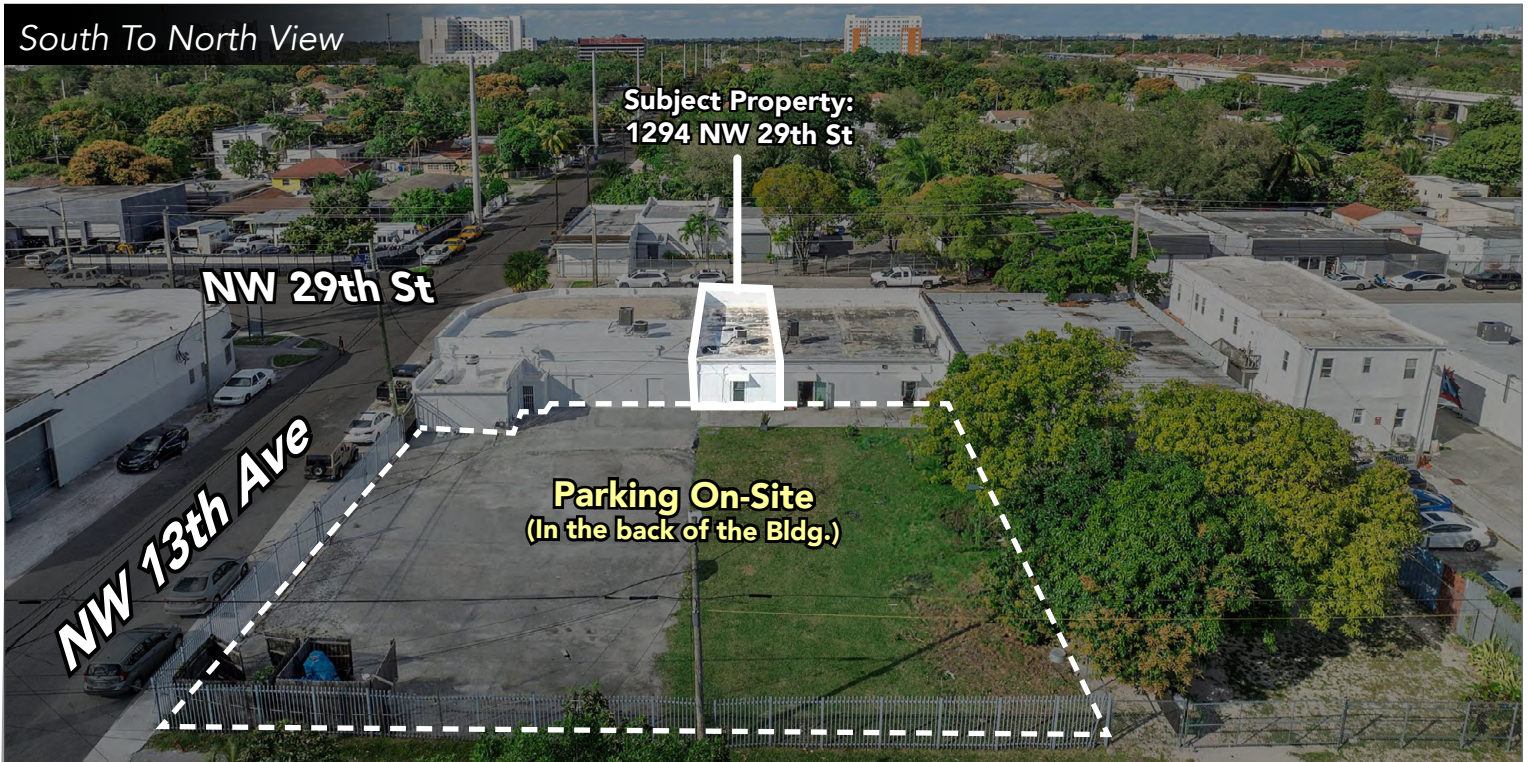 South To North View
Subject Property:
1294 NW 29th St
NW 29th St
NW 13th Ave
Parking On-Site
(In the back of the Bldg.)